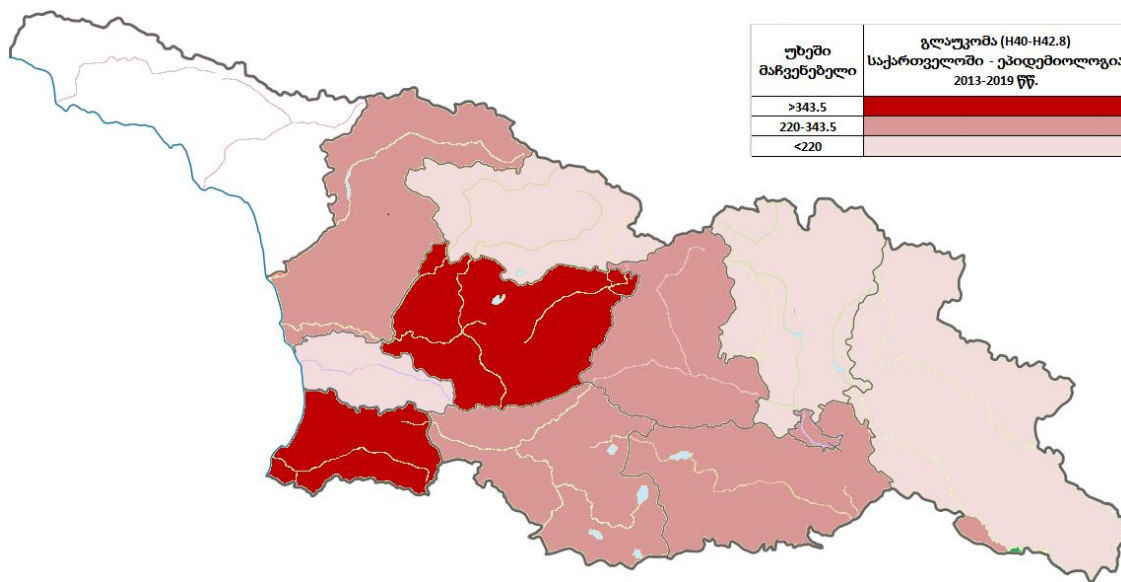 უხეში
მაჩვენებელი
გლაუკომა (H40-H42.8)
საქართველოში - ეპიდემიოლოგია
2013-2019 წწ.
>343.5
220-343.5
<220